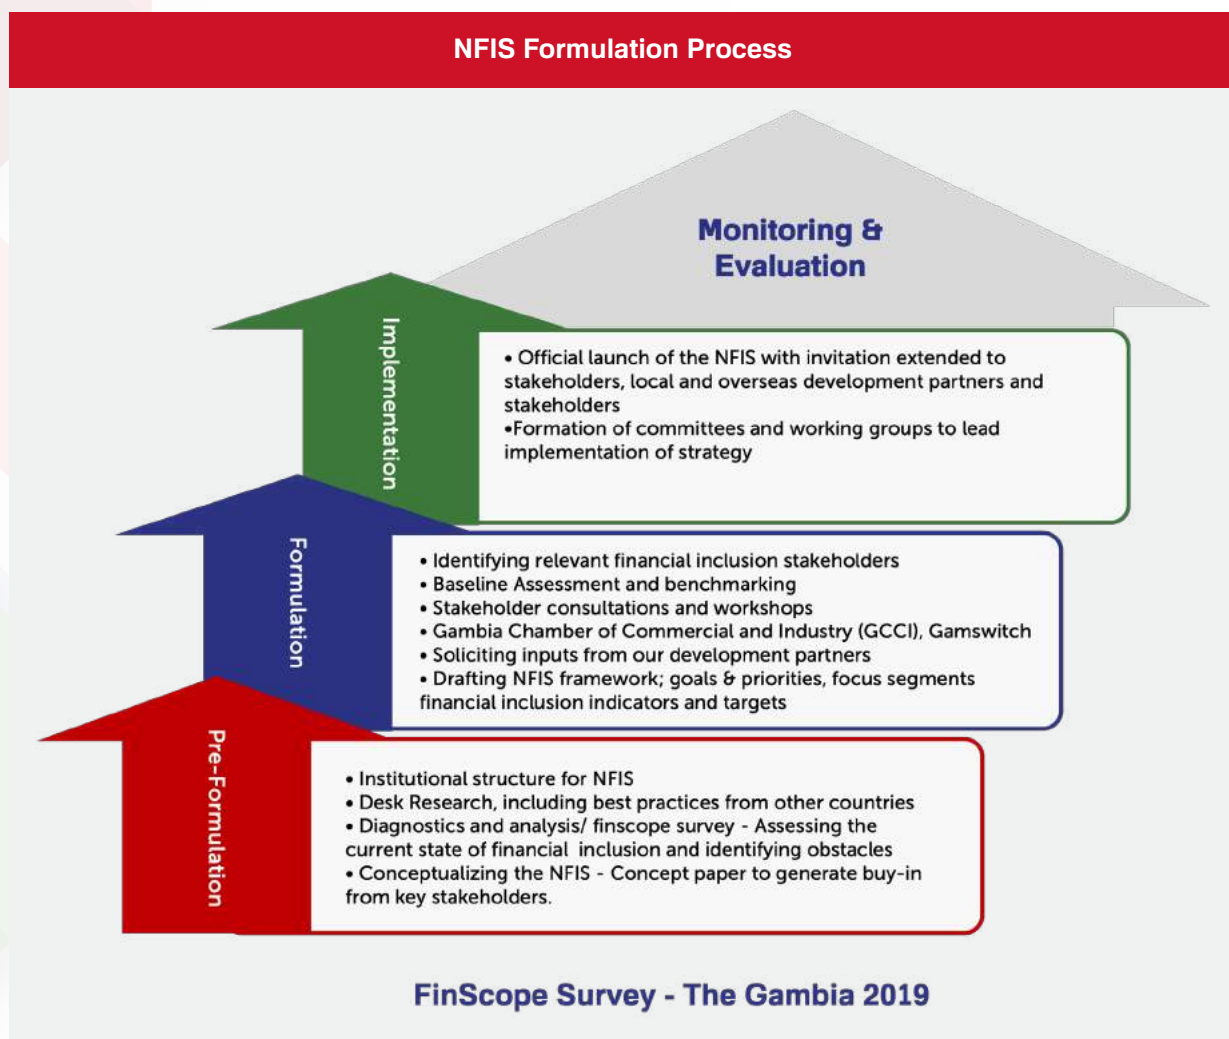 NFIS Formulation Process
Monitoring &
Evaluation
Implementation
• Official launch of the NFIS with invitation extended to
stakeholders, local and overseas development partners and
stakeholders
•Formation of committees and working groups to lead
implementation of strategy
Formulation
• Identifying relevant financial inclusion stakeholders
• Baseline Assessment and benchmarking
• Stakeholder consultations and workshops
• Gambia Chamber of Commercial and Industry (GCCI), Gamswitch
• Soliciting inputs from our development partners
• Drafting NFIS framework; goals & priorities, focus segments
financial inclusion indicators and targets
Pre-Formulation
• Institutional structure for NFIS
• Desk Research, including best practices from other countries
• Diagnostics and analysis/ finscope survey - Assessing the
current state of financial inclusion and identifying obstacles
• Conceptualizing the NFIS - Concept paper to generate buy-in
from key stakeholders.
FinScope Survey - The Gambia 2019